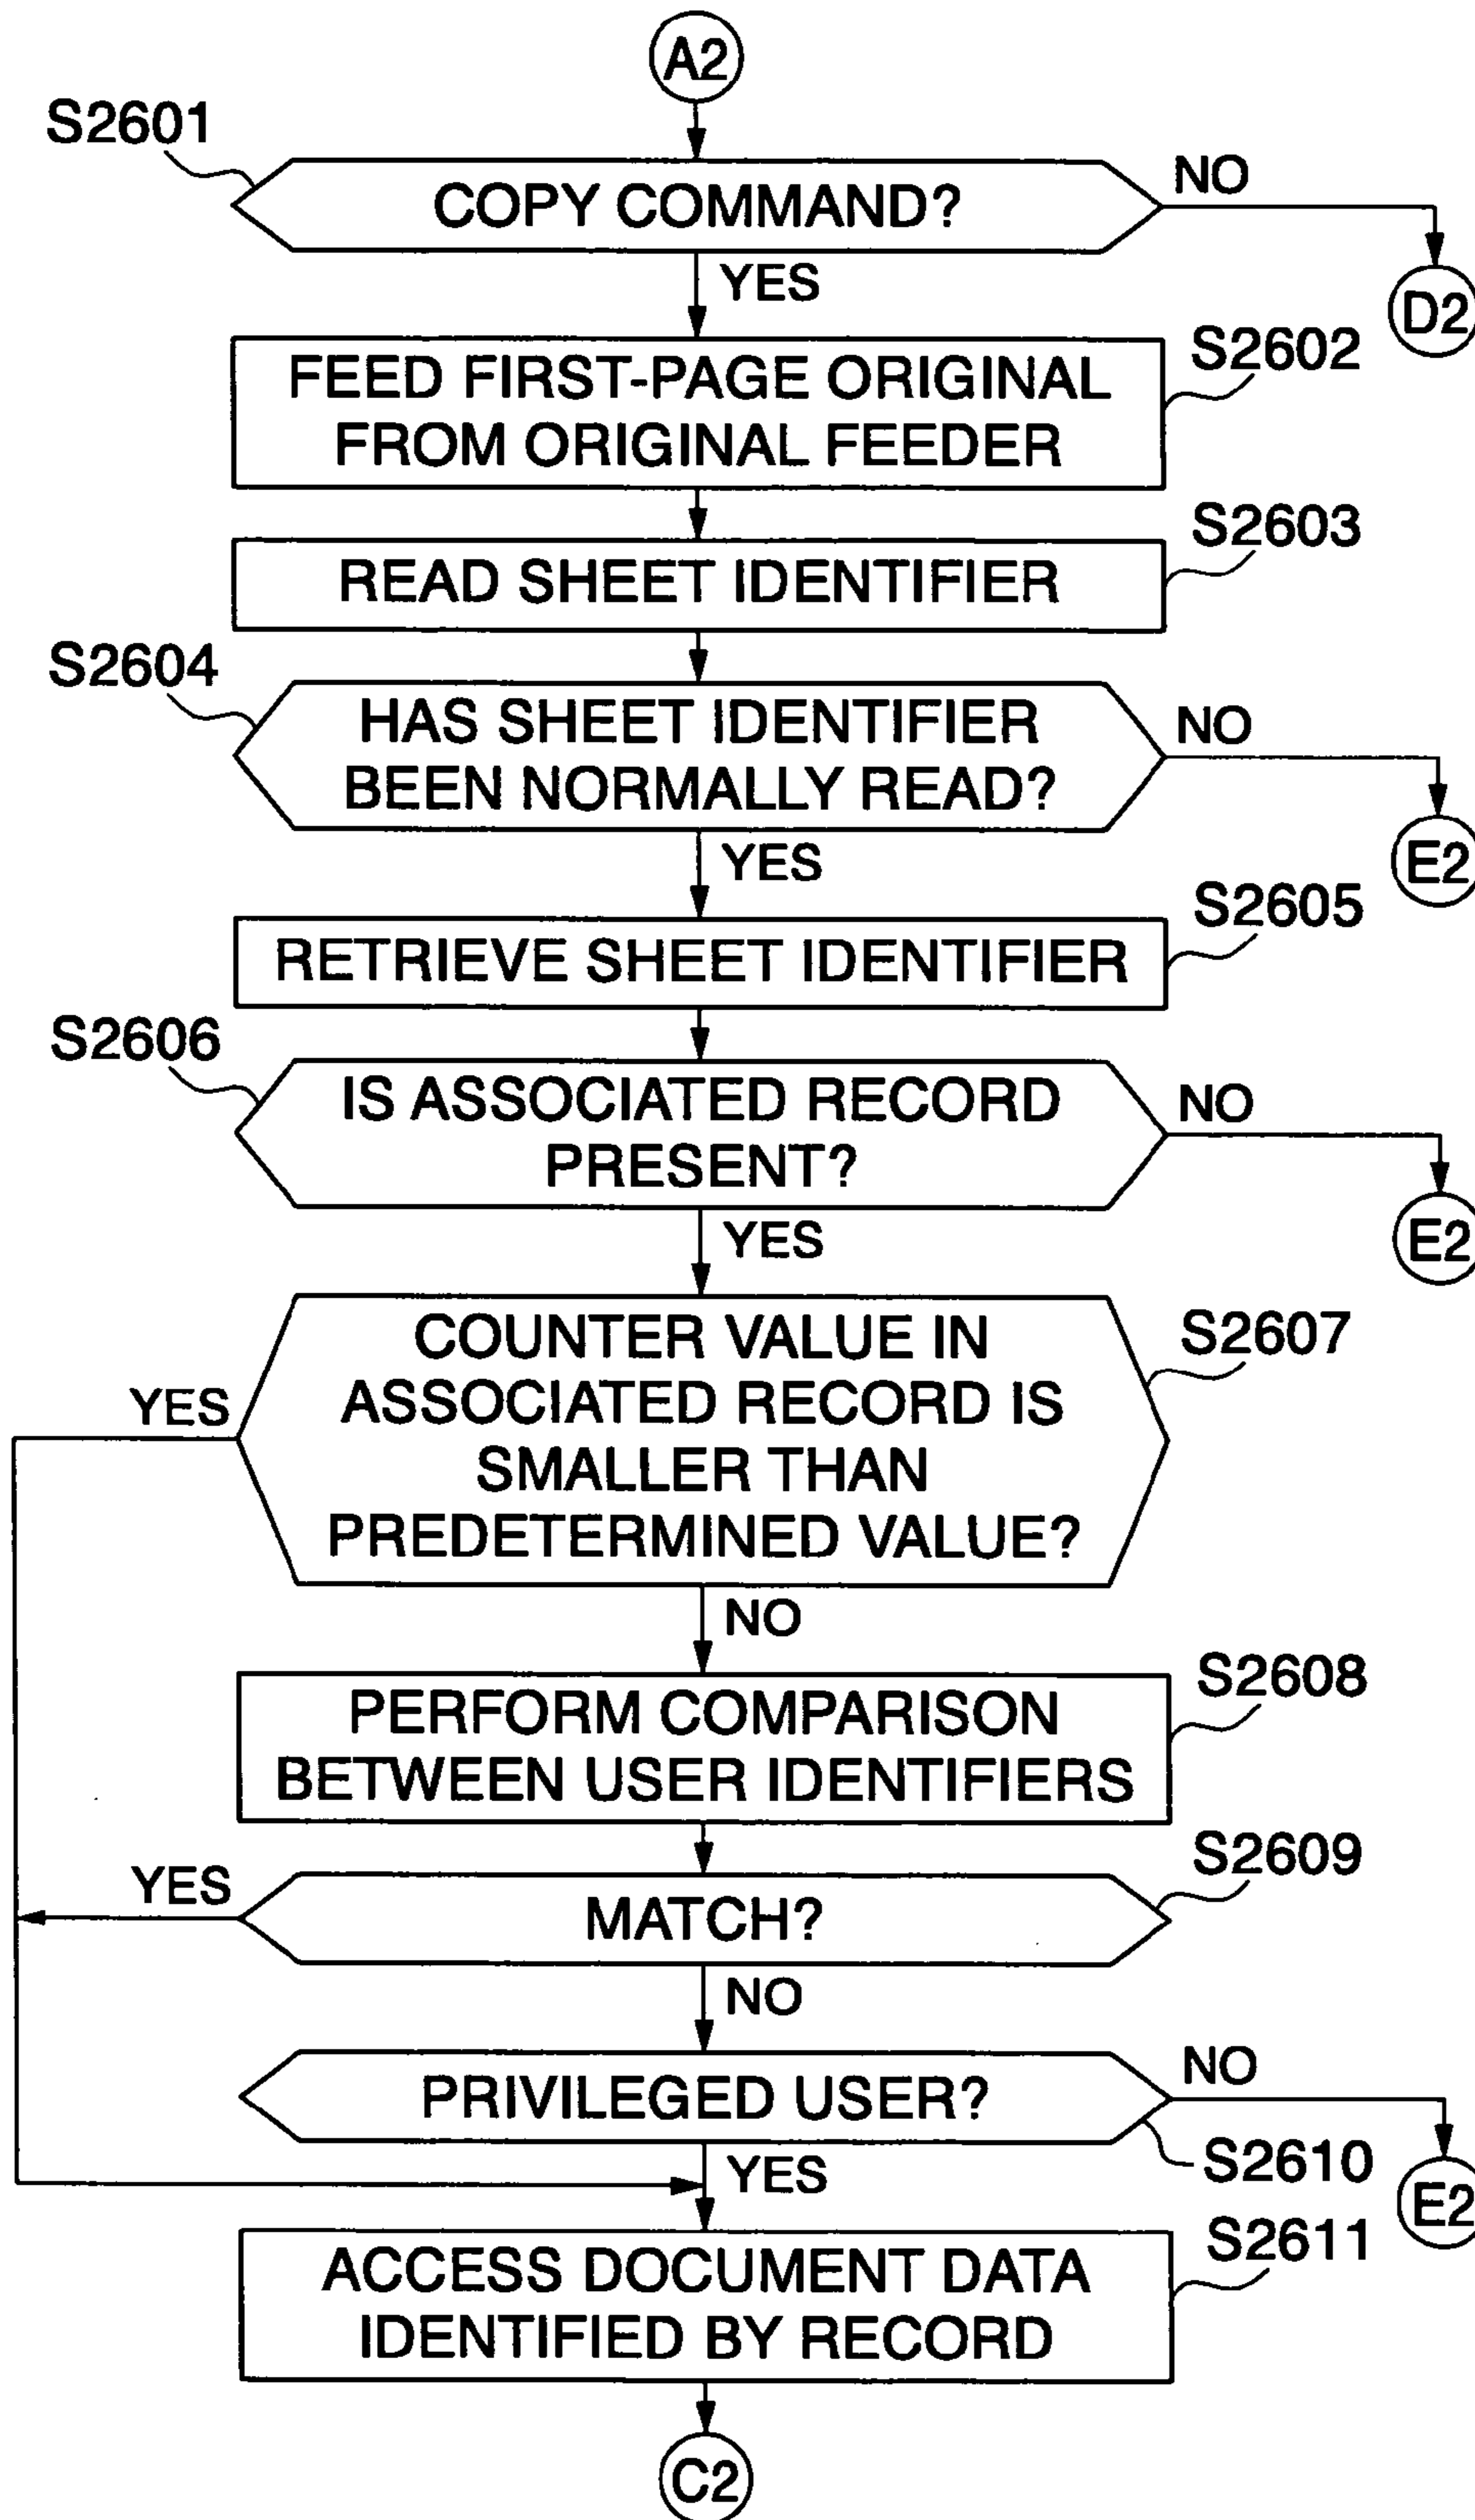 A2
S2601
COPY COMMAND?
NO
YES
D2
FEED FIRST-PAGE ORIGINAL
FROM ORIGINAL FEEDER
S2602
READ SHEET IDENTIFIER
S2603
S2604
HAS SHEET IDENTIFIER
BEEN NORMALLY READ?
NO
YES
E2
RETRIEVE SHEET IDENTIFIER
S2605
S2606
IS ASSOCIATED RECORD
PRESENT?
NO
YES
E2
COUNTER VALUE IN
ASSOCIATED RECORD IS
SMALLER THAN
PREDETERMINED VALUE?
S2607
YES
NO
PERFORM COMPARISON
BETWEEN USER IDENTIFIERS
S2608
S2609
YES
MATCH?
NO
PRIVILEGED USER?
NO
YES
S2610
E2
S2611
ACCESS DOCUMENT DATA
IDENTIFIED BY RECORD
C2